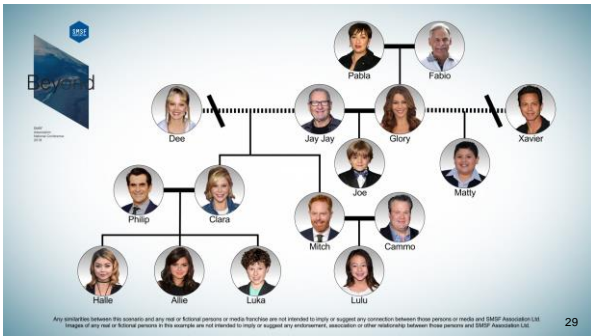 SMSF
Beyond
SMSF
Association
National Conference
Pabla
Fabio
Dee
Jay Jay
Glory
Xavier
Joe
Matty
Philip
Clara
Mitch
Cammo
Halle
Allie
Luka
Lulu
Any similarities between this scenario and any real or fictional persons or media franchise are not intended to imply or suggest any connection between those persons or media and SMSF Association Ltd.
Images of any real or fictional persons in this example are not intended to imply or suggest any endorsement, association or other relationship between those persons and SMSF Association Ltd.
29